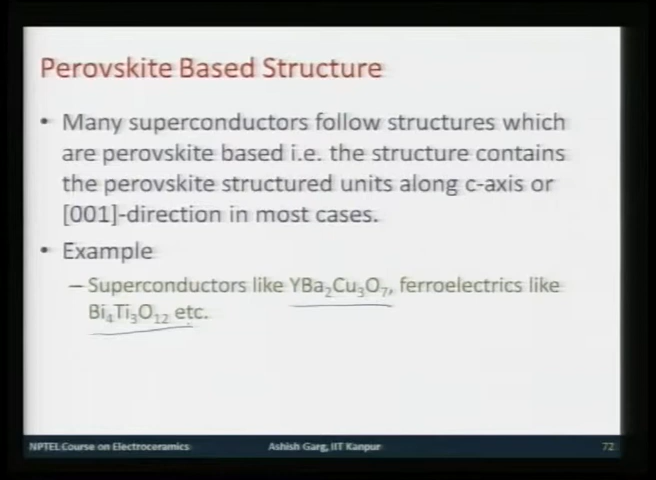 Perovskite Based Structure
• Many superconductors follow structures which
are perovskite based i.e. the structure contains
the perovskite structured units along c-axis or
[001]-direction in most cases.
• Example
– Superconductors like YBa₂Cu₃O₇, ferroelectrics like
Bi₄Ti₃O₁₂ etc.
NPTEL Course on Electroceramics Ashish Garg, IIT Kanpur 72